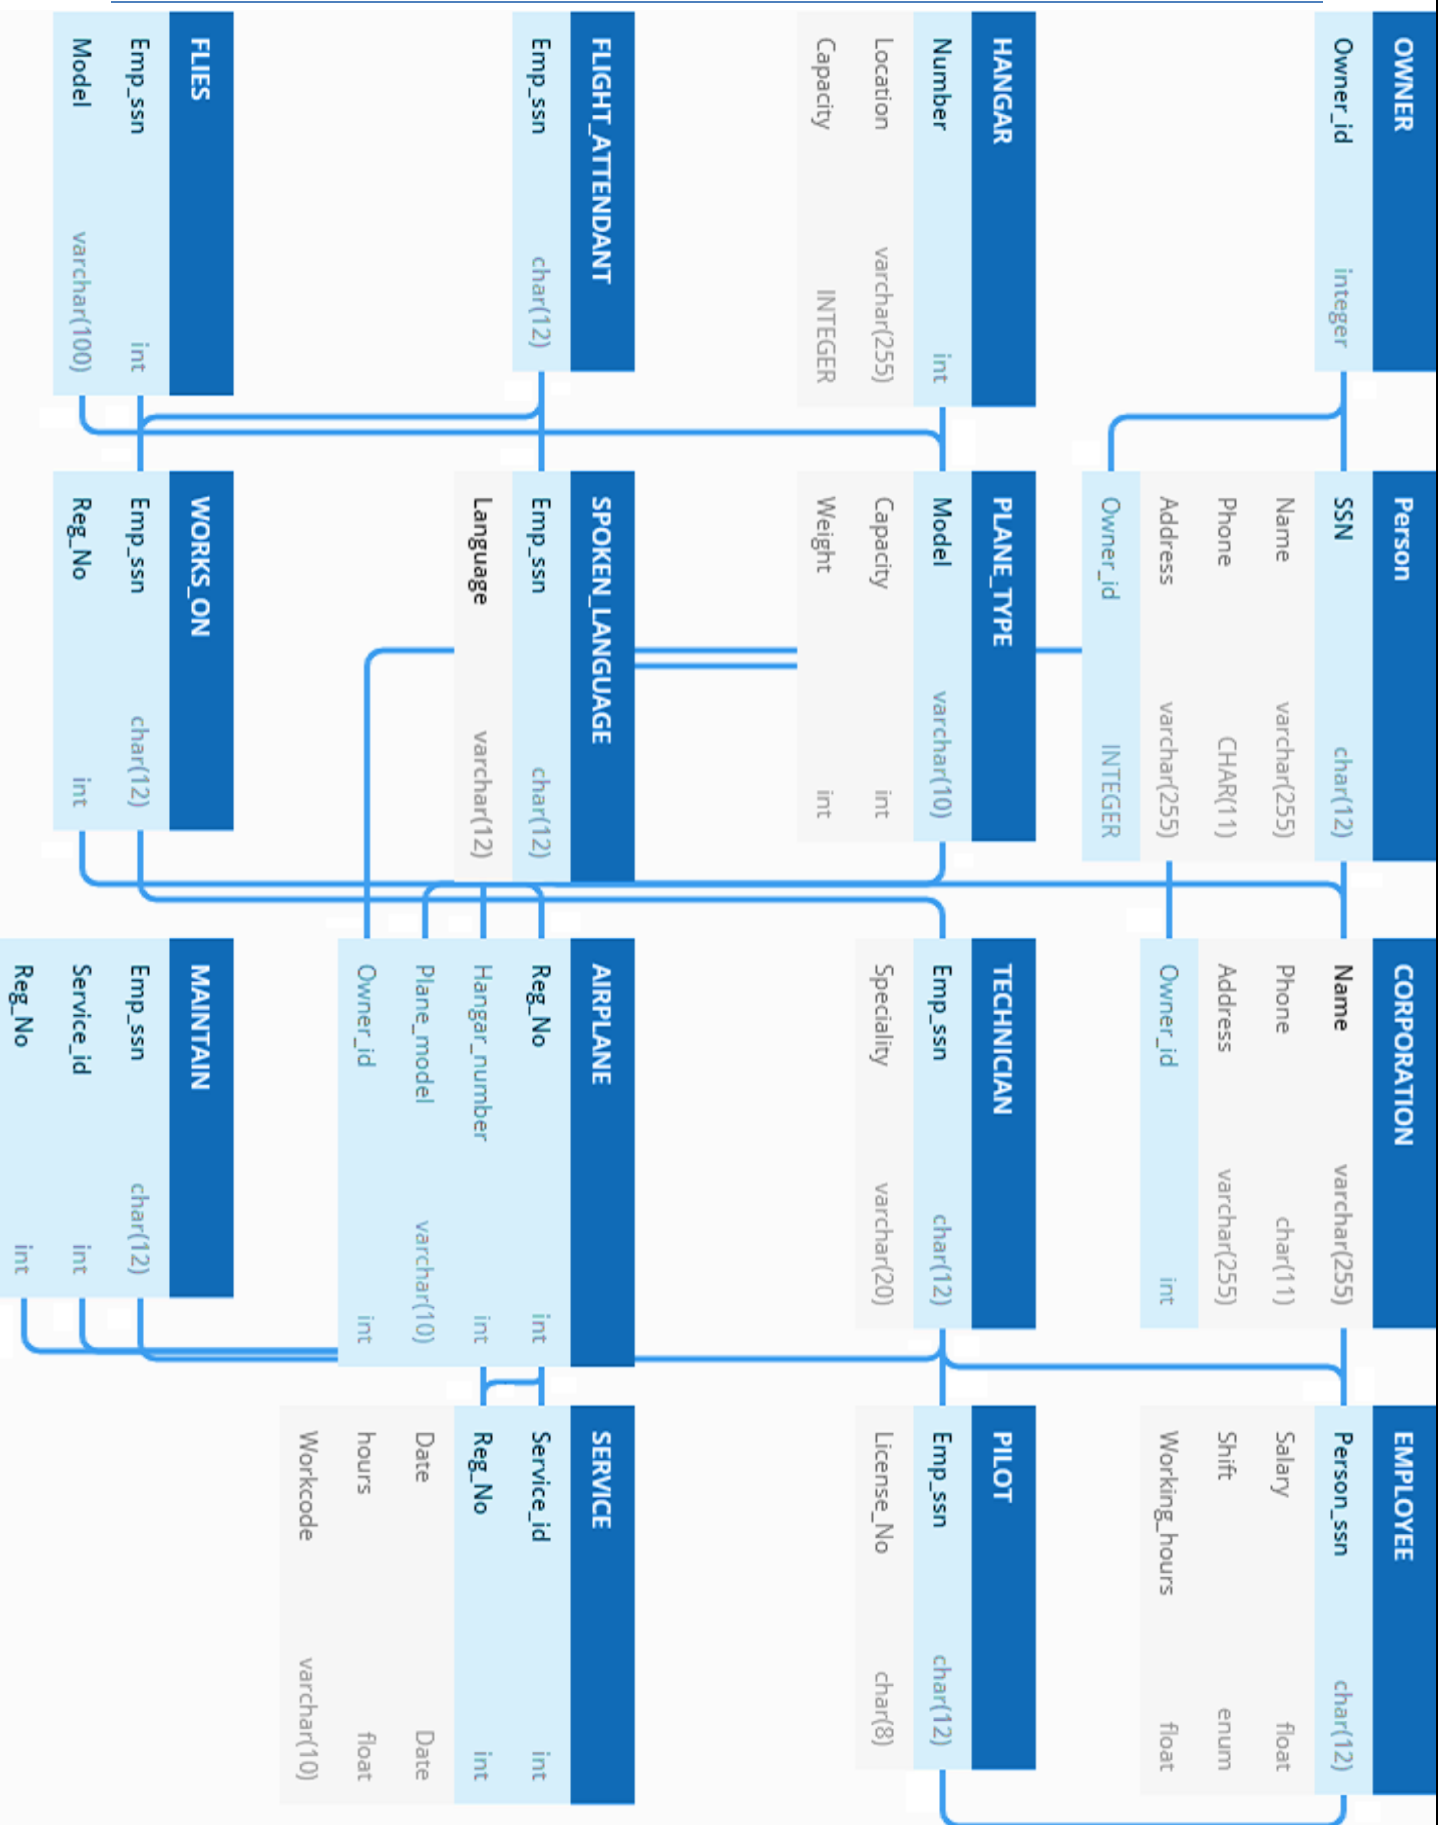 OWNER
Owner_id integer
Person
SSN char(12)
Name varchar(255)
Phone CHAR(11)
Address varchar(255)
Owner_id INTEGER
CORPORATION
Name varchar(255)
Phone char(11)
Address varchar(255)
Owner_id int
EMPLOYEE
Person_ssn char(12)
Salary float
Shift enum
Working_hours float
HANGAR
Number int
Location varchar(255)
Capacity INTEGER
PLANE_TYPE
Model varchar(10)
Capacity int
Weight int
TECHNICIAN
Emp_ssn char(12)
Speciality varchar(20)
PILOT
Emp_ssn char(12)
License_No char(8)
FLIGHT_ATTENDANT
Emp_ssn char(12)
SPOKEN_LANGUAGE
Emp_ssn char(12)
Language varchar(12)
AIRPLANE
Reg_No int
Hangar_number int
Plane_model varchar(10)
Owner_id int
SERVICE
Service_id int
Reg_No int
Date Date
hours float
Workcode varchar(10)
FLIES
Emp_ssn int
Model varchar(100)
WORKS_ON
Emp_ssn char(12)
Reg_No int
MAINTAIN
Emp_ssn char(12)
Service_id int
Reg_No int